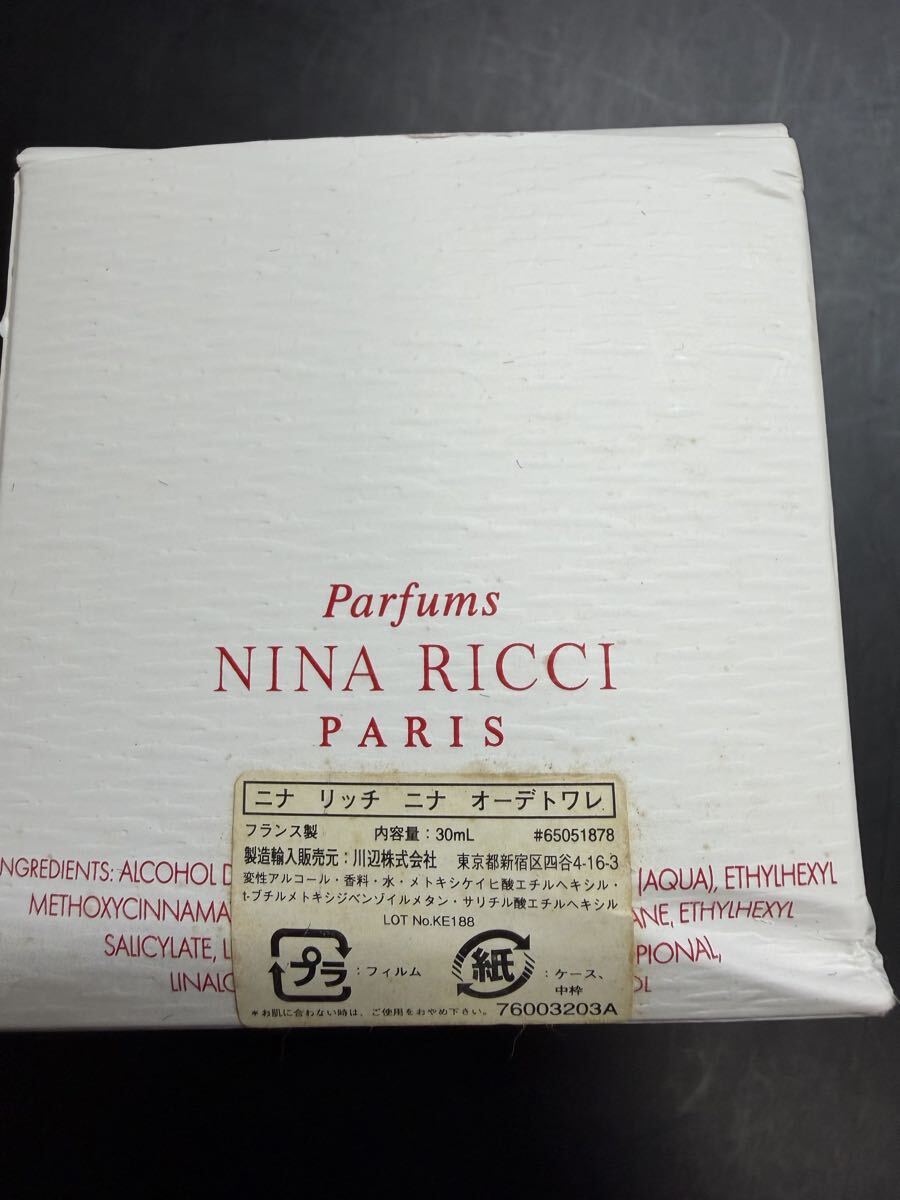 Parfums
NINA RICCI
PARIS
ニナ リッチ ニナ オーデトワレ
フランス製 内容量:30mL #65051878
製造輸入販売元:川辺株式会社 東京都新宿区四谷4-16-3
変性アルコール・香料・水・メトキシケイヒ酸エチルヘキシル・
t-ブチルメトキシジベンゾイルメタン・サリチル酸エチルヘキシル
LOT No.KE188
プラ :フィルム 紙 :ケース、
中枠
*お肌に合わない時は、ご使用をおやめ下さい。 76003203A
INGREDIENTS: ALCOHOL (AQUA), ETHYLHEXYL
SALICYLATE,
ETHYLHEXYL